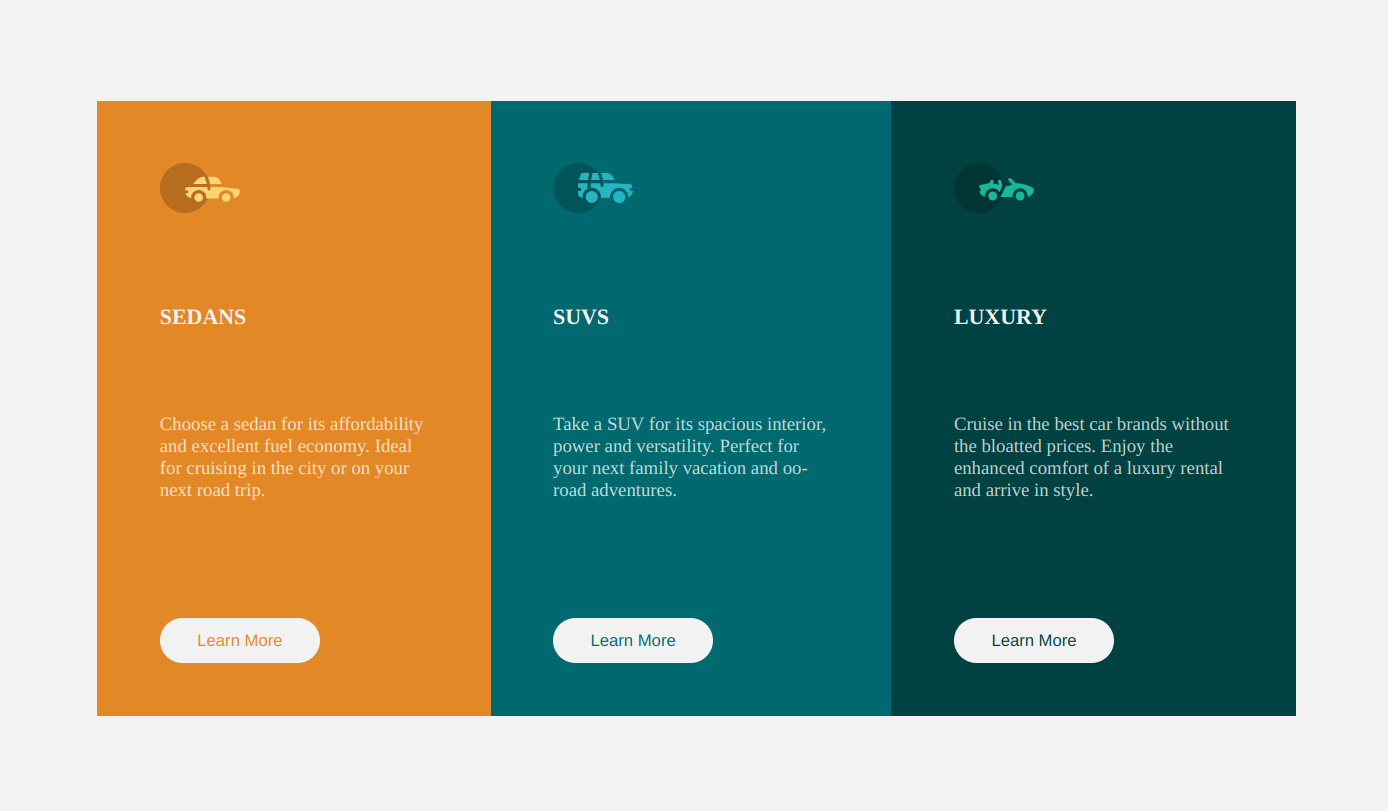 SEDANS
Choose a sedan for its affordability
and excellent fuel economy. Ideal
for cruising in the city or on your
next road trip.
Learn More
SUVS
Take a SUV for its spacious interior,
power and versatility. Perfect for
your next family vacation and oo-
road adventures.
Learn More
LUXURY
Cruise in the best car brands without
the bloatted prices. Enjoy the
enhanced comfort of a luxury rental
and arrive in style.
Learn More